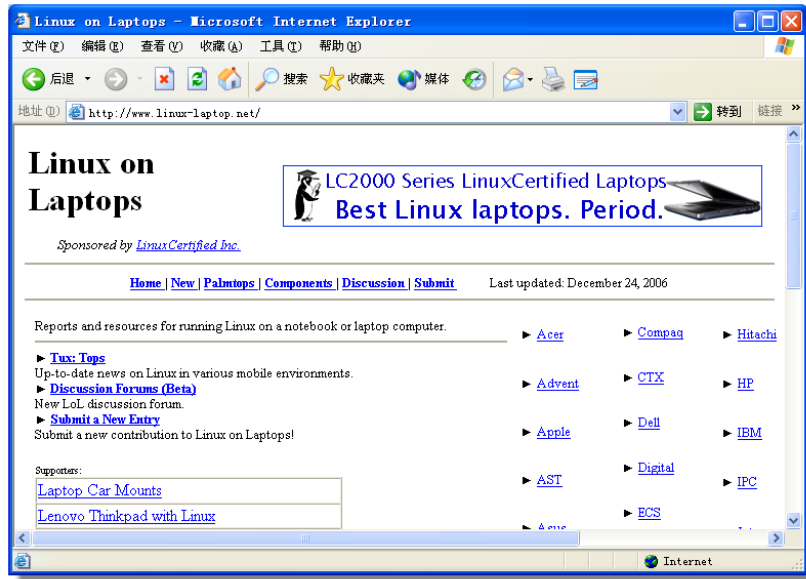 Linux on Laptops - Microsoft Internet Explorer
文件(F) 编辑(E) 查看(V) 收藏(A) 工具(T) 帮助(H)
后退 搜索 收藏夹 媒体
地址(D) http://www.linux-laptop.net/ 转到 链接 »
Linux on
Laptops
LC2000 Series LinuxCertified Laptops
Best Linux laptops. Period.
Sponsored by LinuxCertified Inc.
Home | New | Palmtops | Components | Discussion | Submit Last updated: December 24, 2006
Reports and resources for running Linux on a notebook or laptop computer.
► Tux: Tops
Up-to-date news on Linux in various mobile environments.
► Discussion Forums (Beta)
New LoL discussion forum.
► Submit a New Entry
Submit a new contribution to Linux on Laptops!
Supporters:
Laptop Car Mounts
Lenovo Thinkpad with Linux
► Acer
► Advent
► Apple
► AST
► Asus
► Compaq
► CTX
► Dell
► Digital
► ECS
► Hitachi
► HP
► IBM
► IPC
Internet